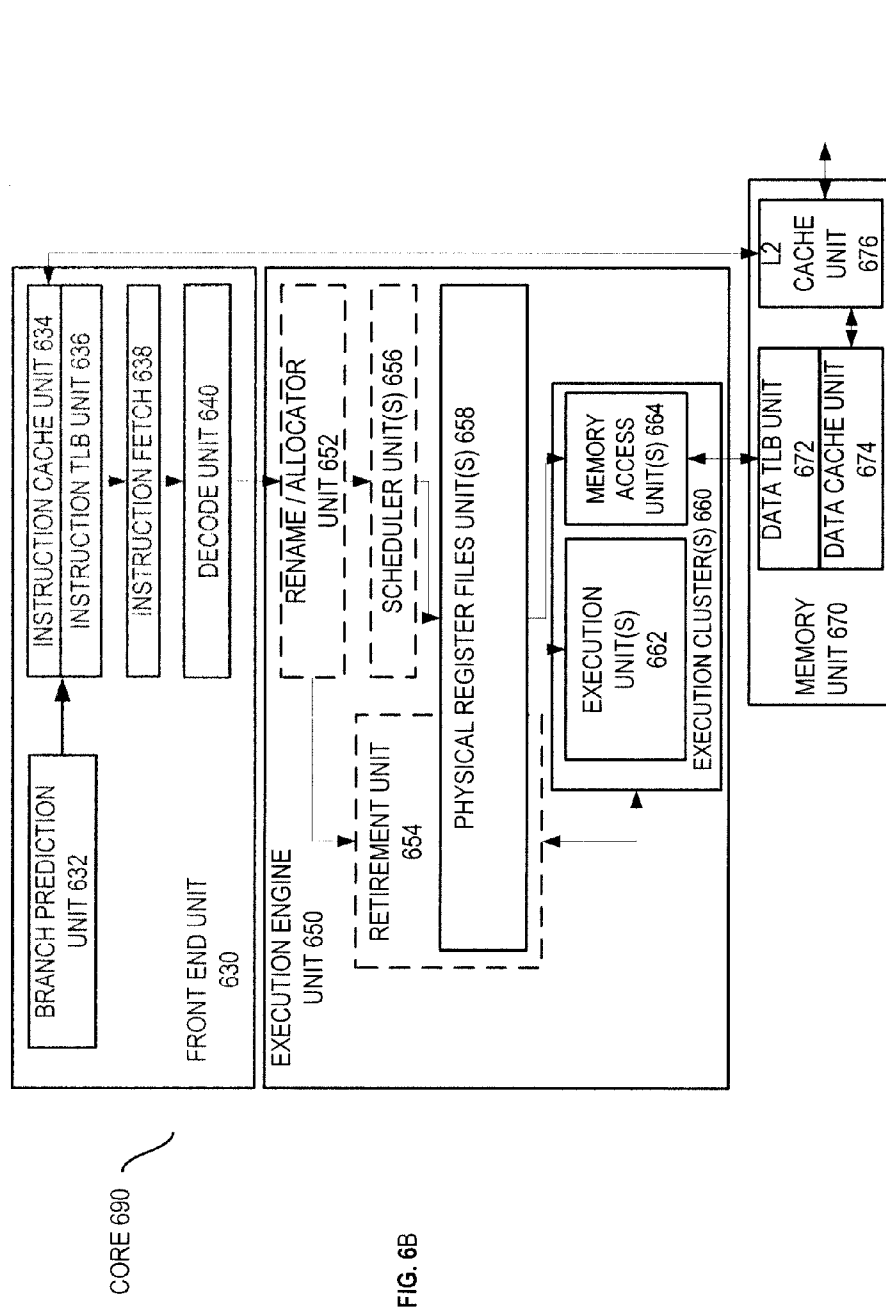 CORE 690
BRANCH PREDICTION
UNIT 632
INSTRUCTION CACHE UNIT 634
INSTRUCTION TLB UNIT 636
INSTRUCTION FETCH 638
DECODE UNIT 640
FRONT END UNIT
630
EXECUTION ENGINE
UNIT 650
RENAME / ALLOCATOR
UNIT 652
SCHEDULER UNIT(S) 656
RETIREMENT UNIT
654
PHYSICAL REGISTER FILES UNIT(S) 658
EXECUTION
UNIT(S)
662
MEMORY
ACCESS
UNIT(S) 664
EXECUTION CLUSTER(S) 660
MEMORY
UNIT 670
DATA TLB UNIT
672
DATA CACHE UNIT
674
L2
CACHE
UNIT
676
FIG. 6B